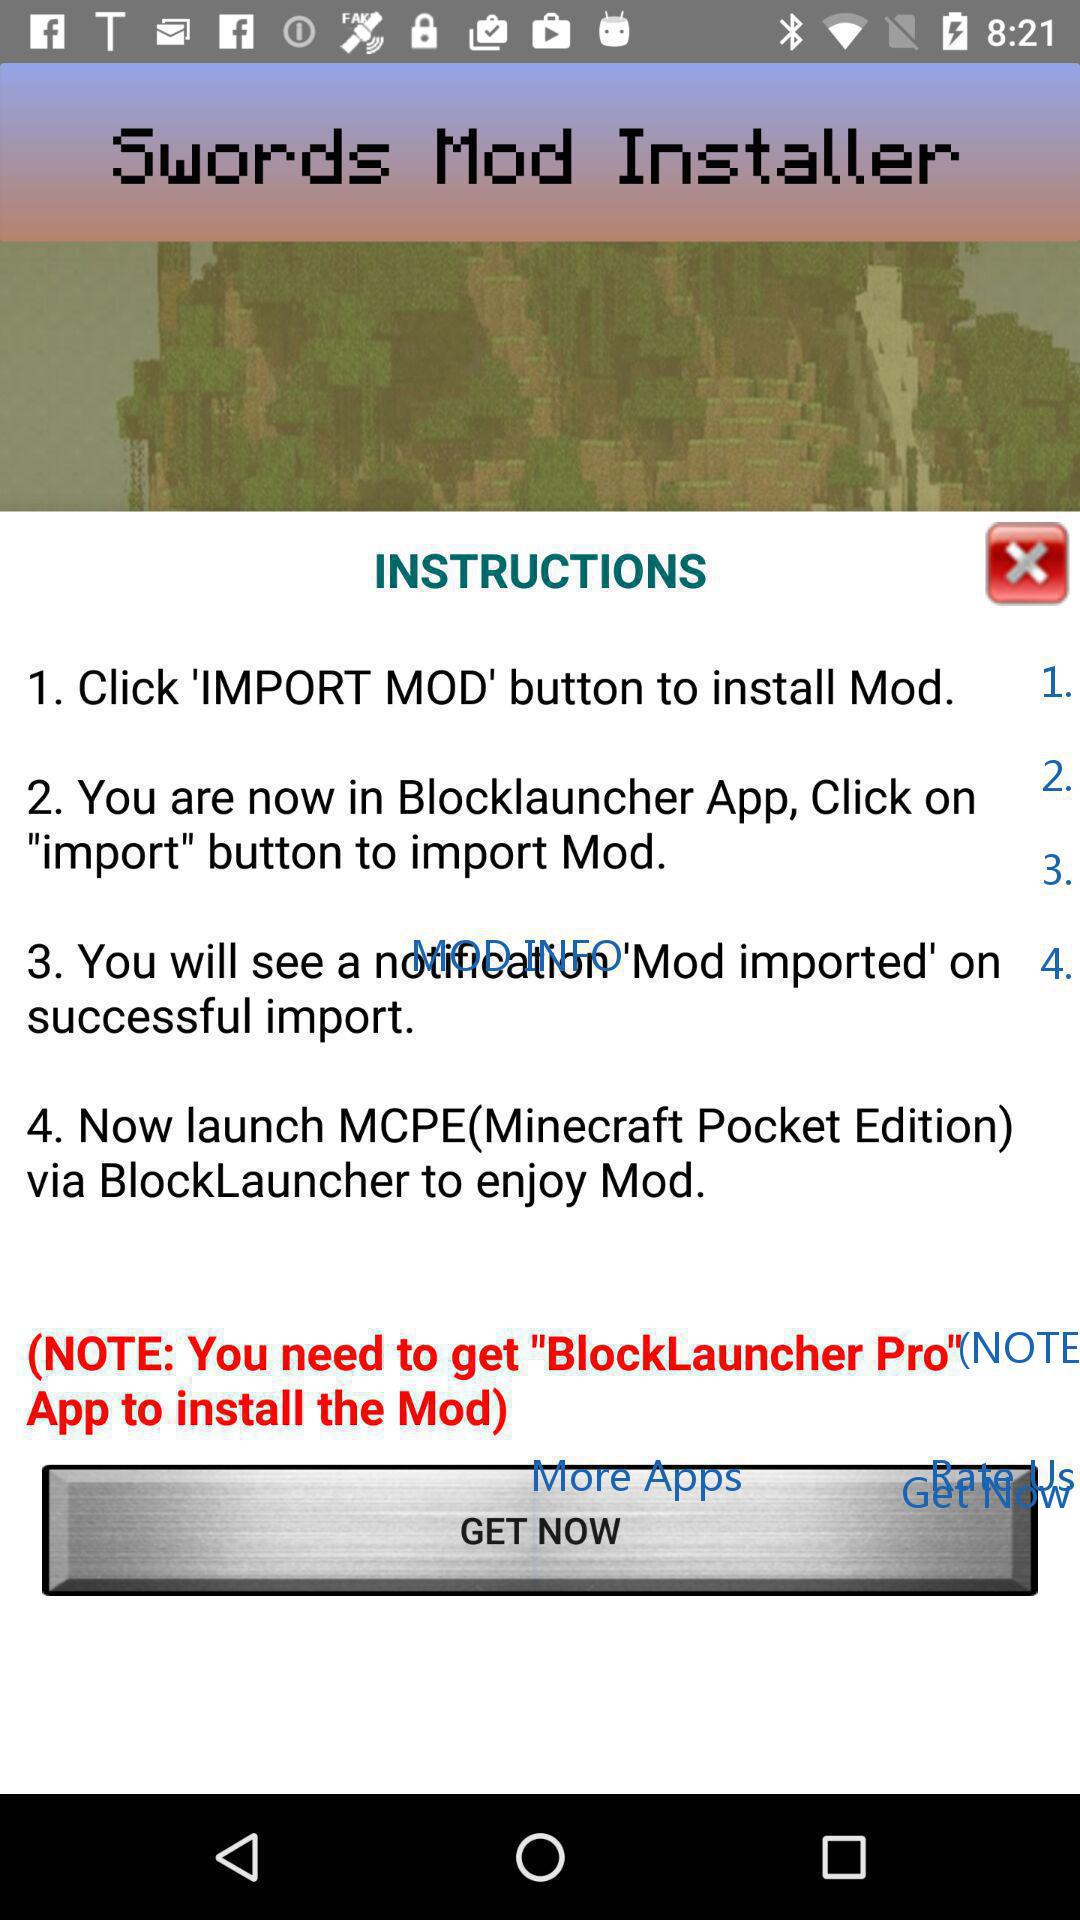 FAKE
8:21
Swords Mod Installer
INSTRUCTIONS
1. Click 'IMPORT MOD' button to install Mod.
1.
2. You are now in Blocklauncher App, Click on
2.
"import" button to import Mod.
3.
3. You will see a notification 'Mod imported' on
MOD INFO
4.
successful import.
4. Now launch MCPE(Minecraft Pocket Edition)
via BlockLauncher to enjoy Mod.
(NOTE: You need to get "BlockLauncher Pro"
(NOTE
App to install the Mod)
More Apps
Rate Us
Get Now
GET NOW